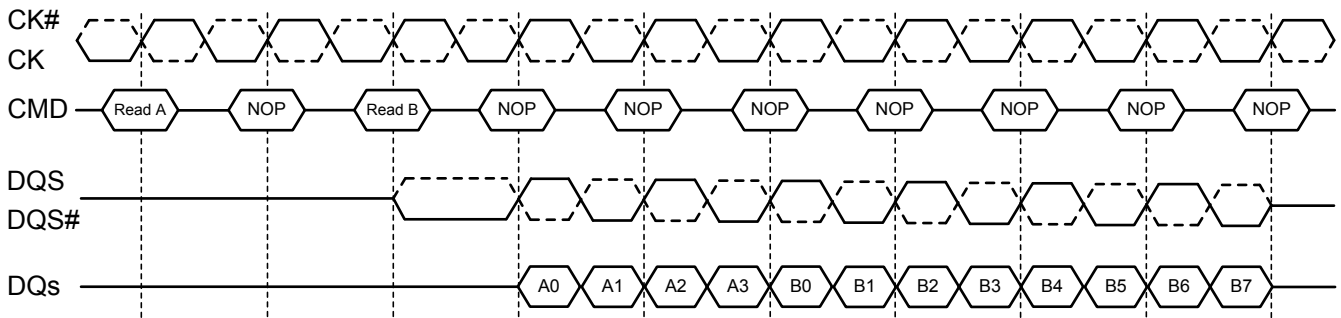 CK#
CK
CMD Read A NOP Read B NOP NOP NOP NOP NOP NOP NOP
DQS
DQS#
DQs A0 A1 A2 A3 B0 B1 B2 B3 B4 B5 B6 B7